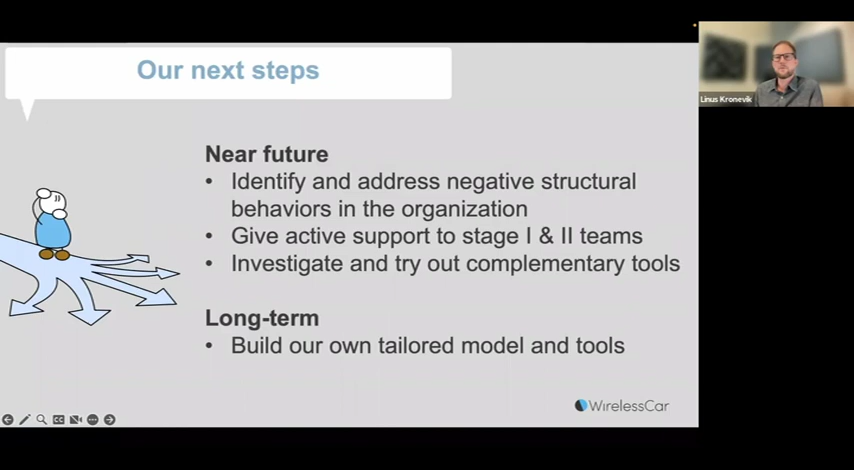 Our next steps
Linus Kronevik
Near future
• Identify and address negative structural
behaviors in the organization
• Give active support to stage I & II teams
• Investigate and try out complementary tools
Long-term
• Build our own tailored model and tools
WirelessCar
CC